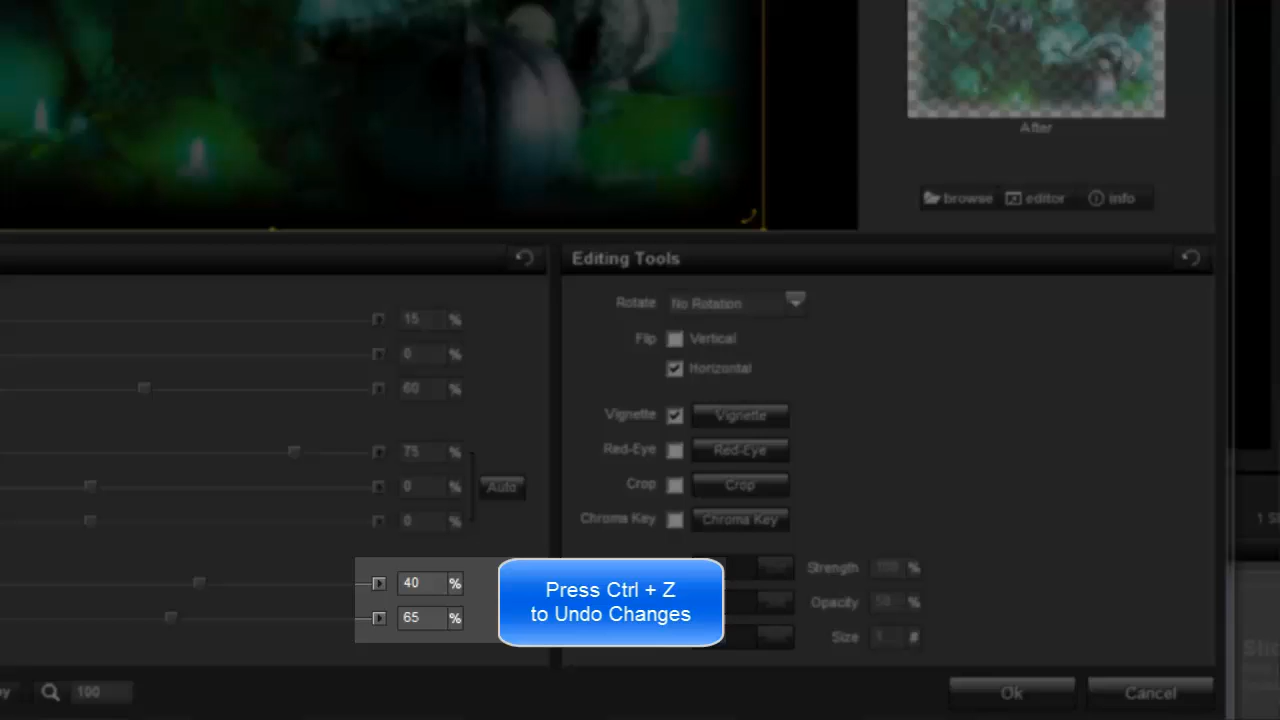 After
browse editor info
Editing Tools
Rotate No Rotation
15 %
Flip Vertical
0 %
Horizontal
60 %
Vignette Vignette
75 % Red-Eye Red-Eye
0 % Auto Crop Crop
0 % Chroma Key Chroma Key
Strength %
40 %
Press Ctrl + Z
to Undo Changes
Opacity 50 %
65 %
Size 1 #
100
Ok Cancel